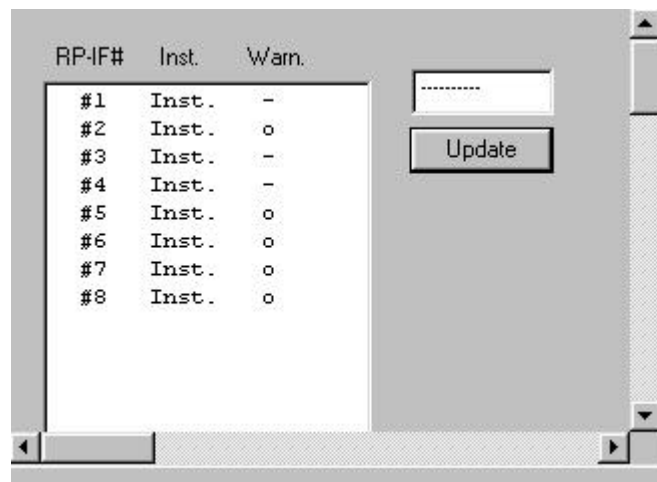 RP-IF# Inst. Warn.
#1 Inst. -
#2 Inst. o
#3 Inst. -
#4 Inst. -
#5 Inst. o
#6 Inst. o
#7 Inst. o
#8 Inst. o
----------
Update